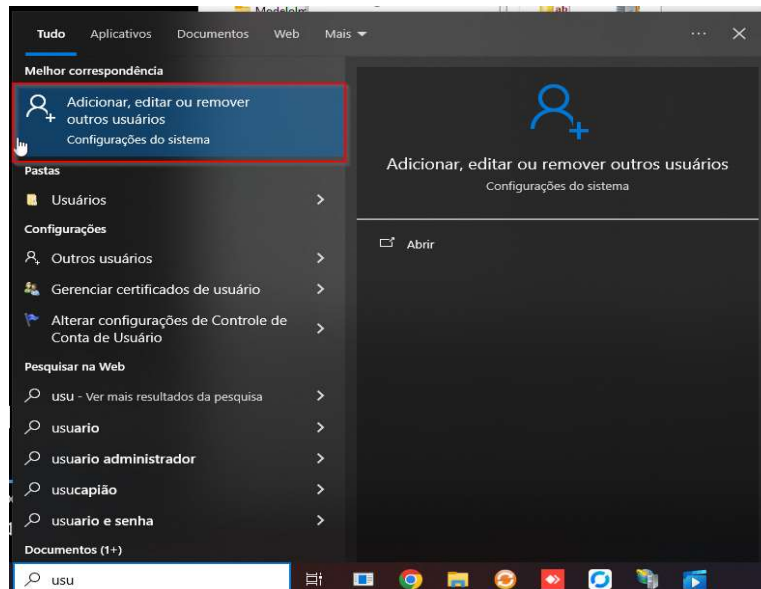 Tudo Aplicativos Documentos Web Mais
Melhor correspondência
Adicionar, editar ou remover
outros usuários
Configurações do sistema
Pastas
Usuários
Configurações
Outros usuários
Gerenciar certificados de usuário
Alterar configurações de Controle de
Conta de Usuário
Pesquisar na Web
usu - Ver mais resultados da pesquisa
usuario
usuario administrador
usucapião
usuario e senha
Documentos (1+)
usu
Adicionar, editar ou remover outros usuários
Configurações do sistema
Abrir